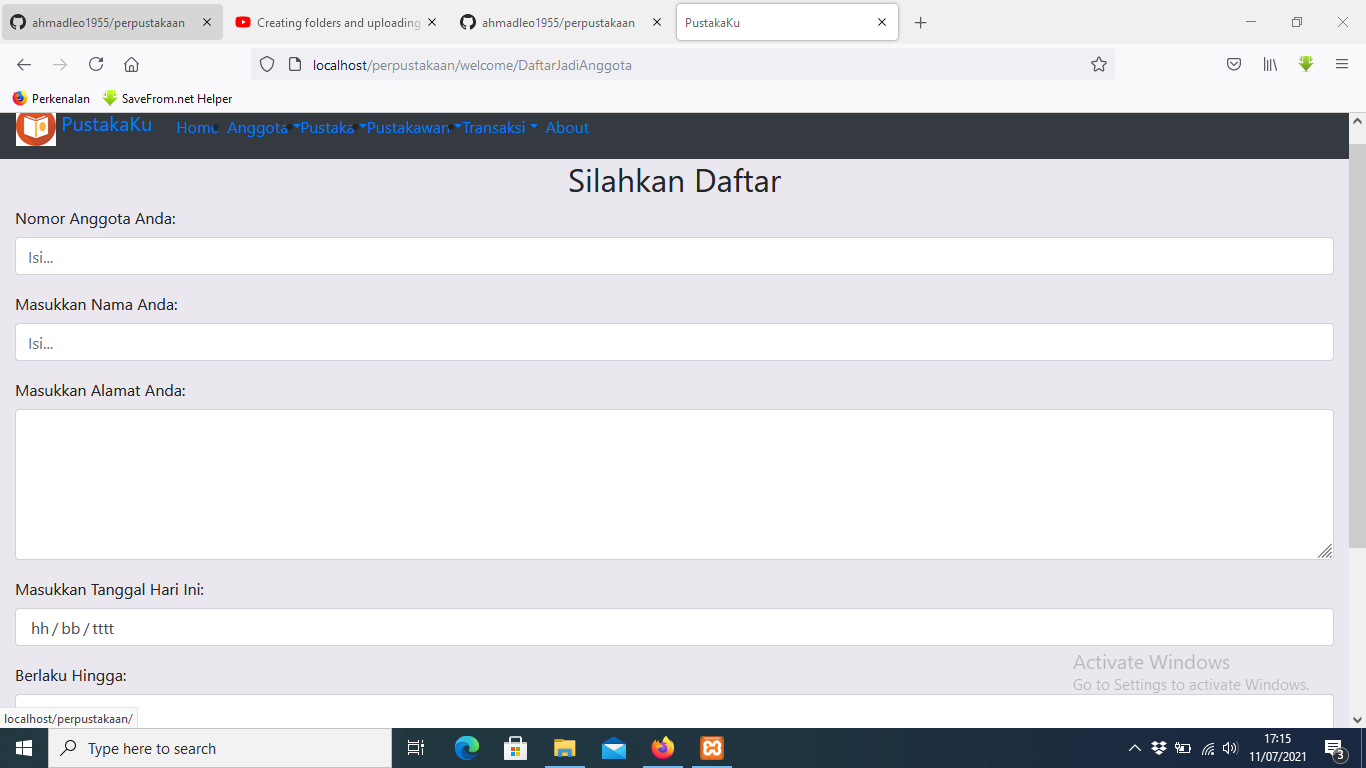 ahmadleo1955/perpustakaan
Creating folders and uploading
ahmadleo1955/perpustakaan
PustakaKu
localhost/perpustakaan/welcome/DaftarJadiAnggota
Perkenalan
SaveFrom.net Helper
PustakaKu Home Anggota Pustaka Pustakawan Transaksi About
Silahkan Daftar
Nomor Anggota Anda:
Isi...
Masukkan Nama Anda:
Isi...
Masukkan Alamat Anda:
Masukkan Tanggal Hari Ini:
hh / bb / tttt
Berlaku Hingga:
Activate Windows
Go to Settings to activate Windows.
localhost/perpustakaan/
Type here to search
17:15
11/07/2021
3